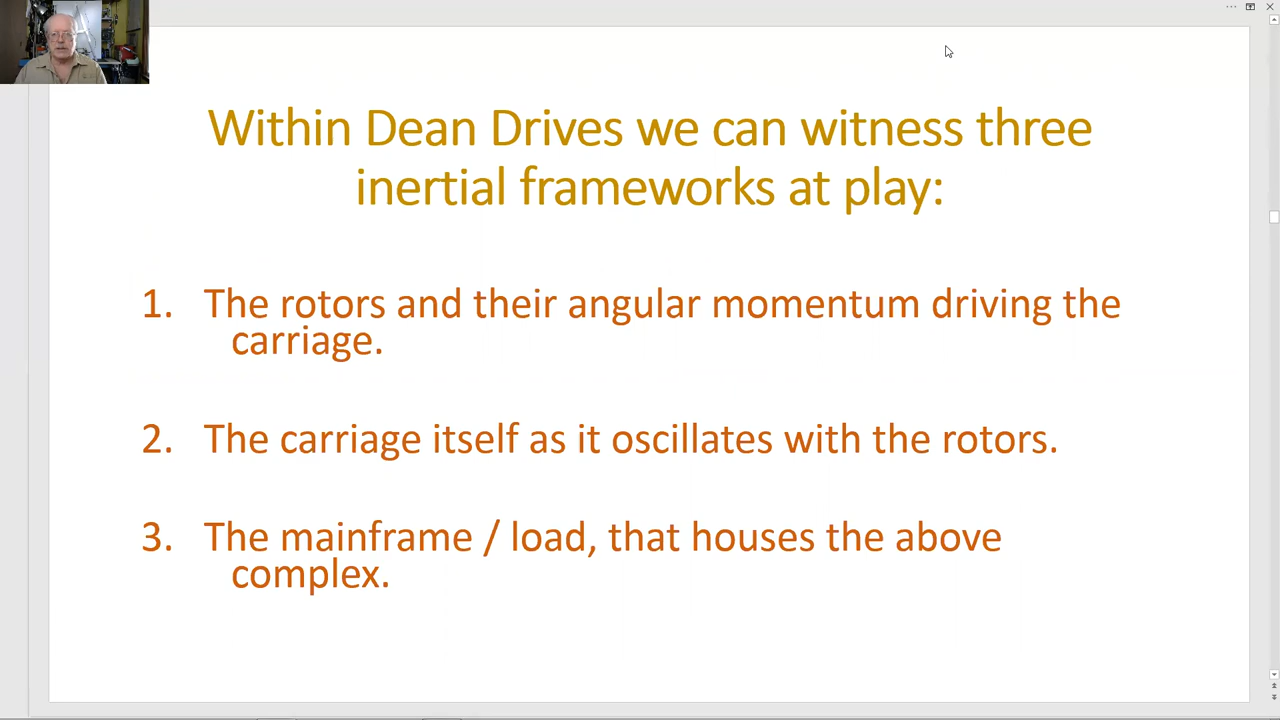 Within Dean Drives we can witness three
inertial frameworks at play:
1. The rotors and their angular momentum driving the
carriage.
2. The carriage itself as it oscillates with the rotors.
3. The mainframe / load, that houses the above
complex.